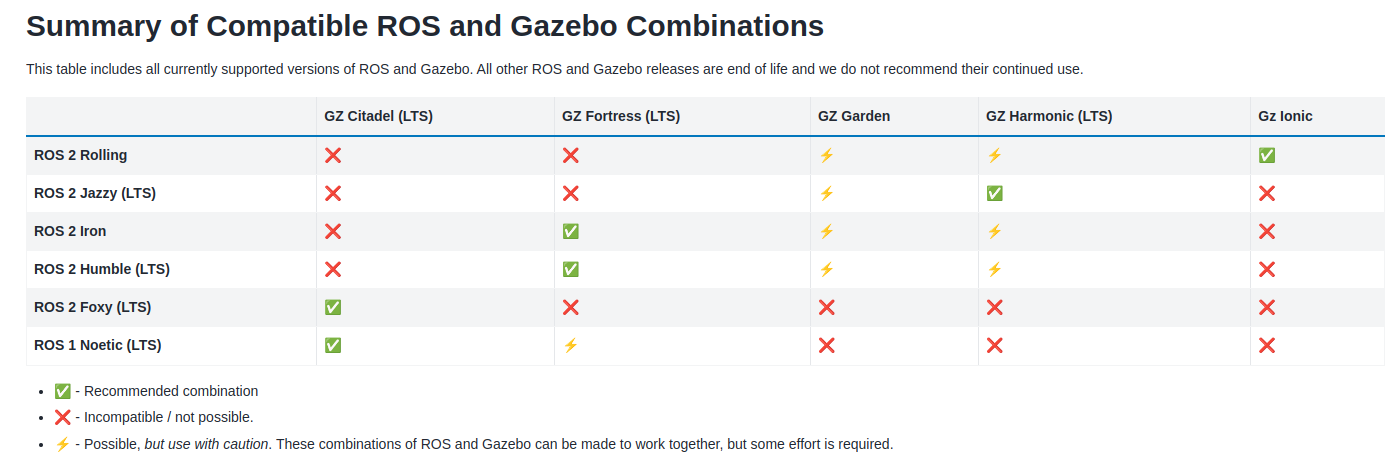 Summary of Compatible ROS and Gazebo Combinations
This table includes all currently supported versions of ROS and Gazebo. All other ROS and Gazebo releases are end of life and we do not recommend their continued use.
GZ Citadel (LTS) GZ Fortress (LTS) GZ Garden GZ Harmonic (LTS) Gz Ionic
ROS 2 Rolling ❌ ❌ ⚡ ⚡ ✅
ROS 2 Jazzy (LTS) ❌ ❌ ⚡ ✅ ❌
ROS 2 Iron ❌ ✅ ⚡ ⚡ ❌
ROS 2 Humble (LTS) ❌ ✅ ⚡ ⚡ ❌
ROS 2 Foxy (LTS) ✅ ❌ ❌ ❌ ❌
ROS 1 Noetic (LTS) ✅ ⚡ ❌ ❌ ❌
• ✅ - Recommended combination
• ❌ - Incompatible / not possible.
• ⚡ - Possible, but use with caution. These combinations of ROS and Gazebo can be made to work together, but some effort is required.